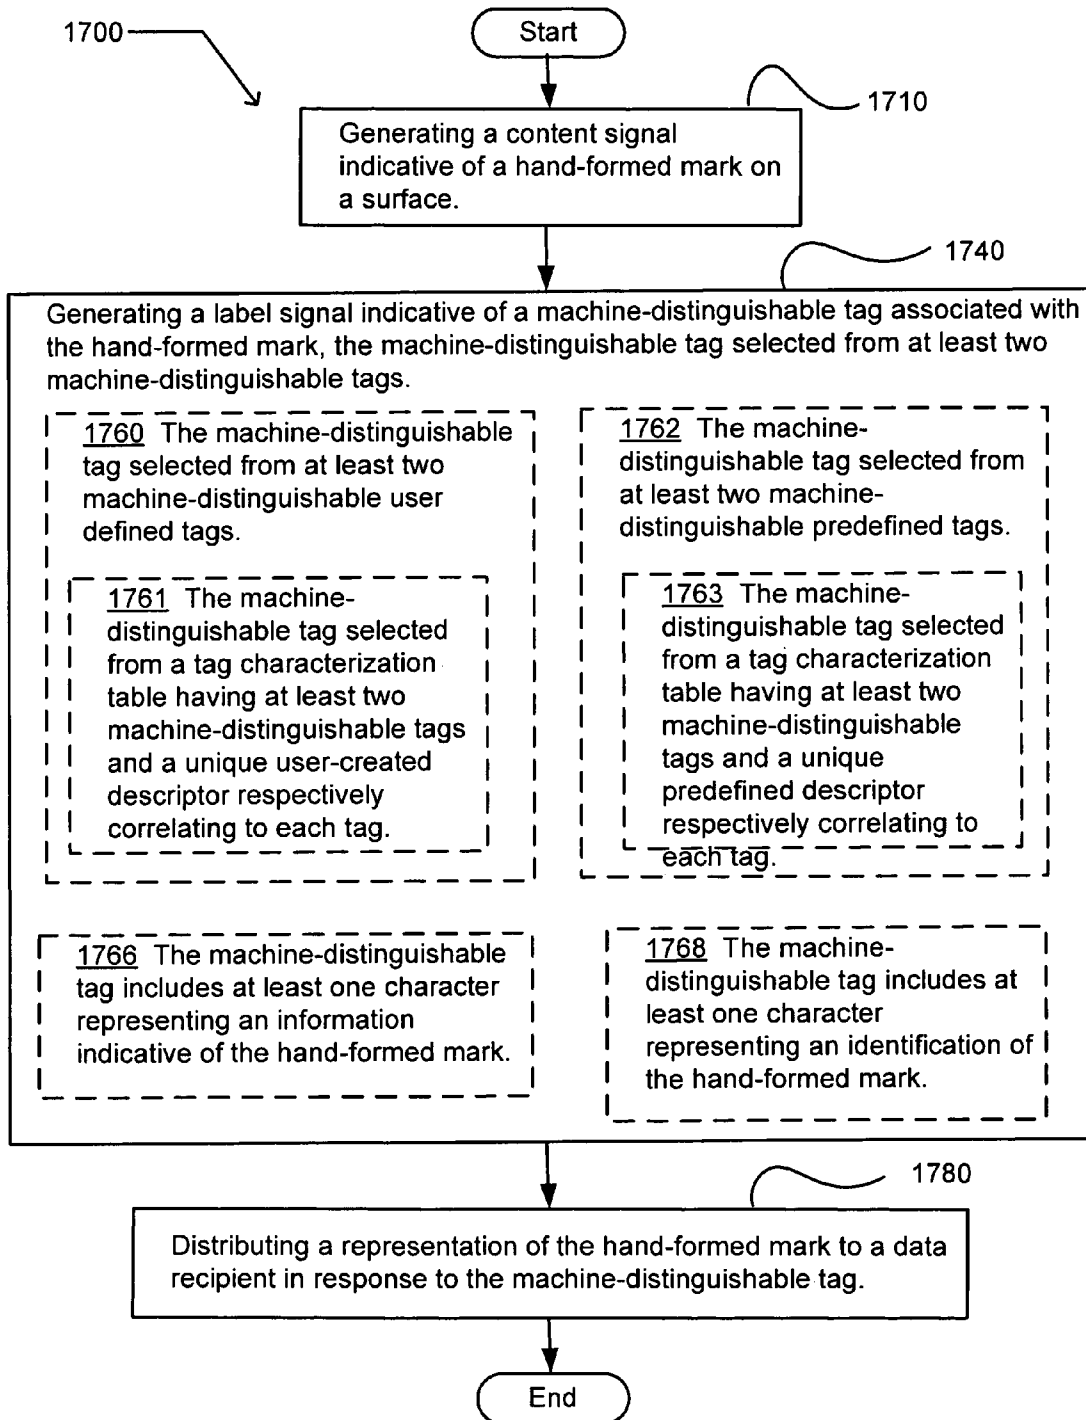 1700
Start
1710
Generating a content signal
indicative of a hand-formed mark on
a surface.
1740
Generating a label signal indicative of a machine-distinguishable tag associated with
the hand-formed mark, the machine-distinguishable tag selected from at least two
machine-distinguishable tags.
1760 The machine-distinguishable
tag selected from at least two
machine-distinguishable user
defined tags.
1761 The machine-
distinguishable tag selected
from a tag characterization
table having at least two
machine-distinguishable tags
and a unique user-created
descriptor respectively
correlating to each tag.
1762 The machine-
distinguishable tag selected from
at least two machine-
distinguishable predefined tags.
1763 The machine-
distinguishable tag selected
from a tag characterization
table having at least two
machine-distinguishable
tags and a unique
predefined descriptor
respectively correlating to
each tag.
1766 The machine-distinguishable
tag includes at least one character
representing an information
indicative of the hand-formed mark.
1768 The machine-
distinguishable tag includes at
least one character
representing an identification of
the hand-formed mark.
1780
Distributing a representation of the hand-formed mark to a data
recipient in response to the machine-distinguishable tag.
End